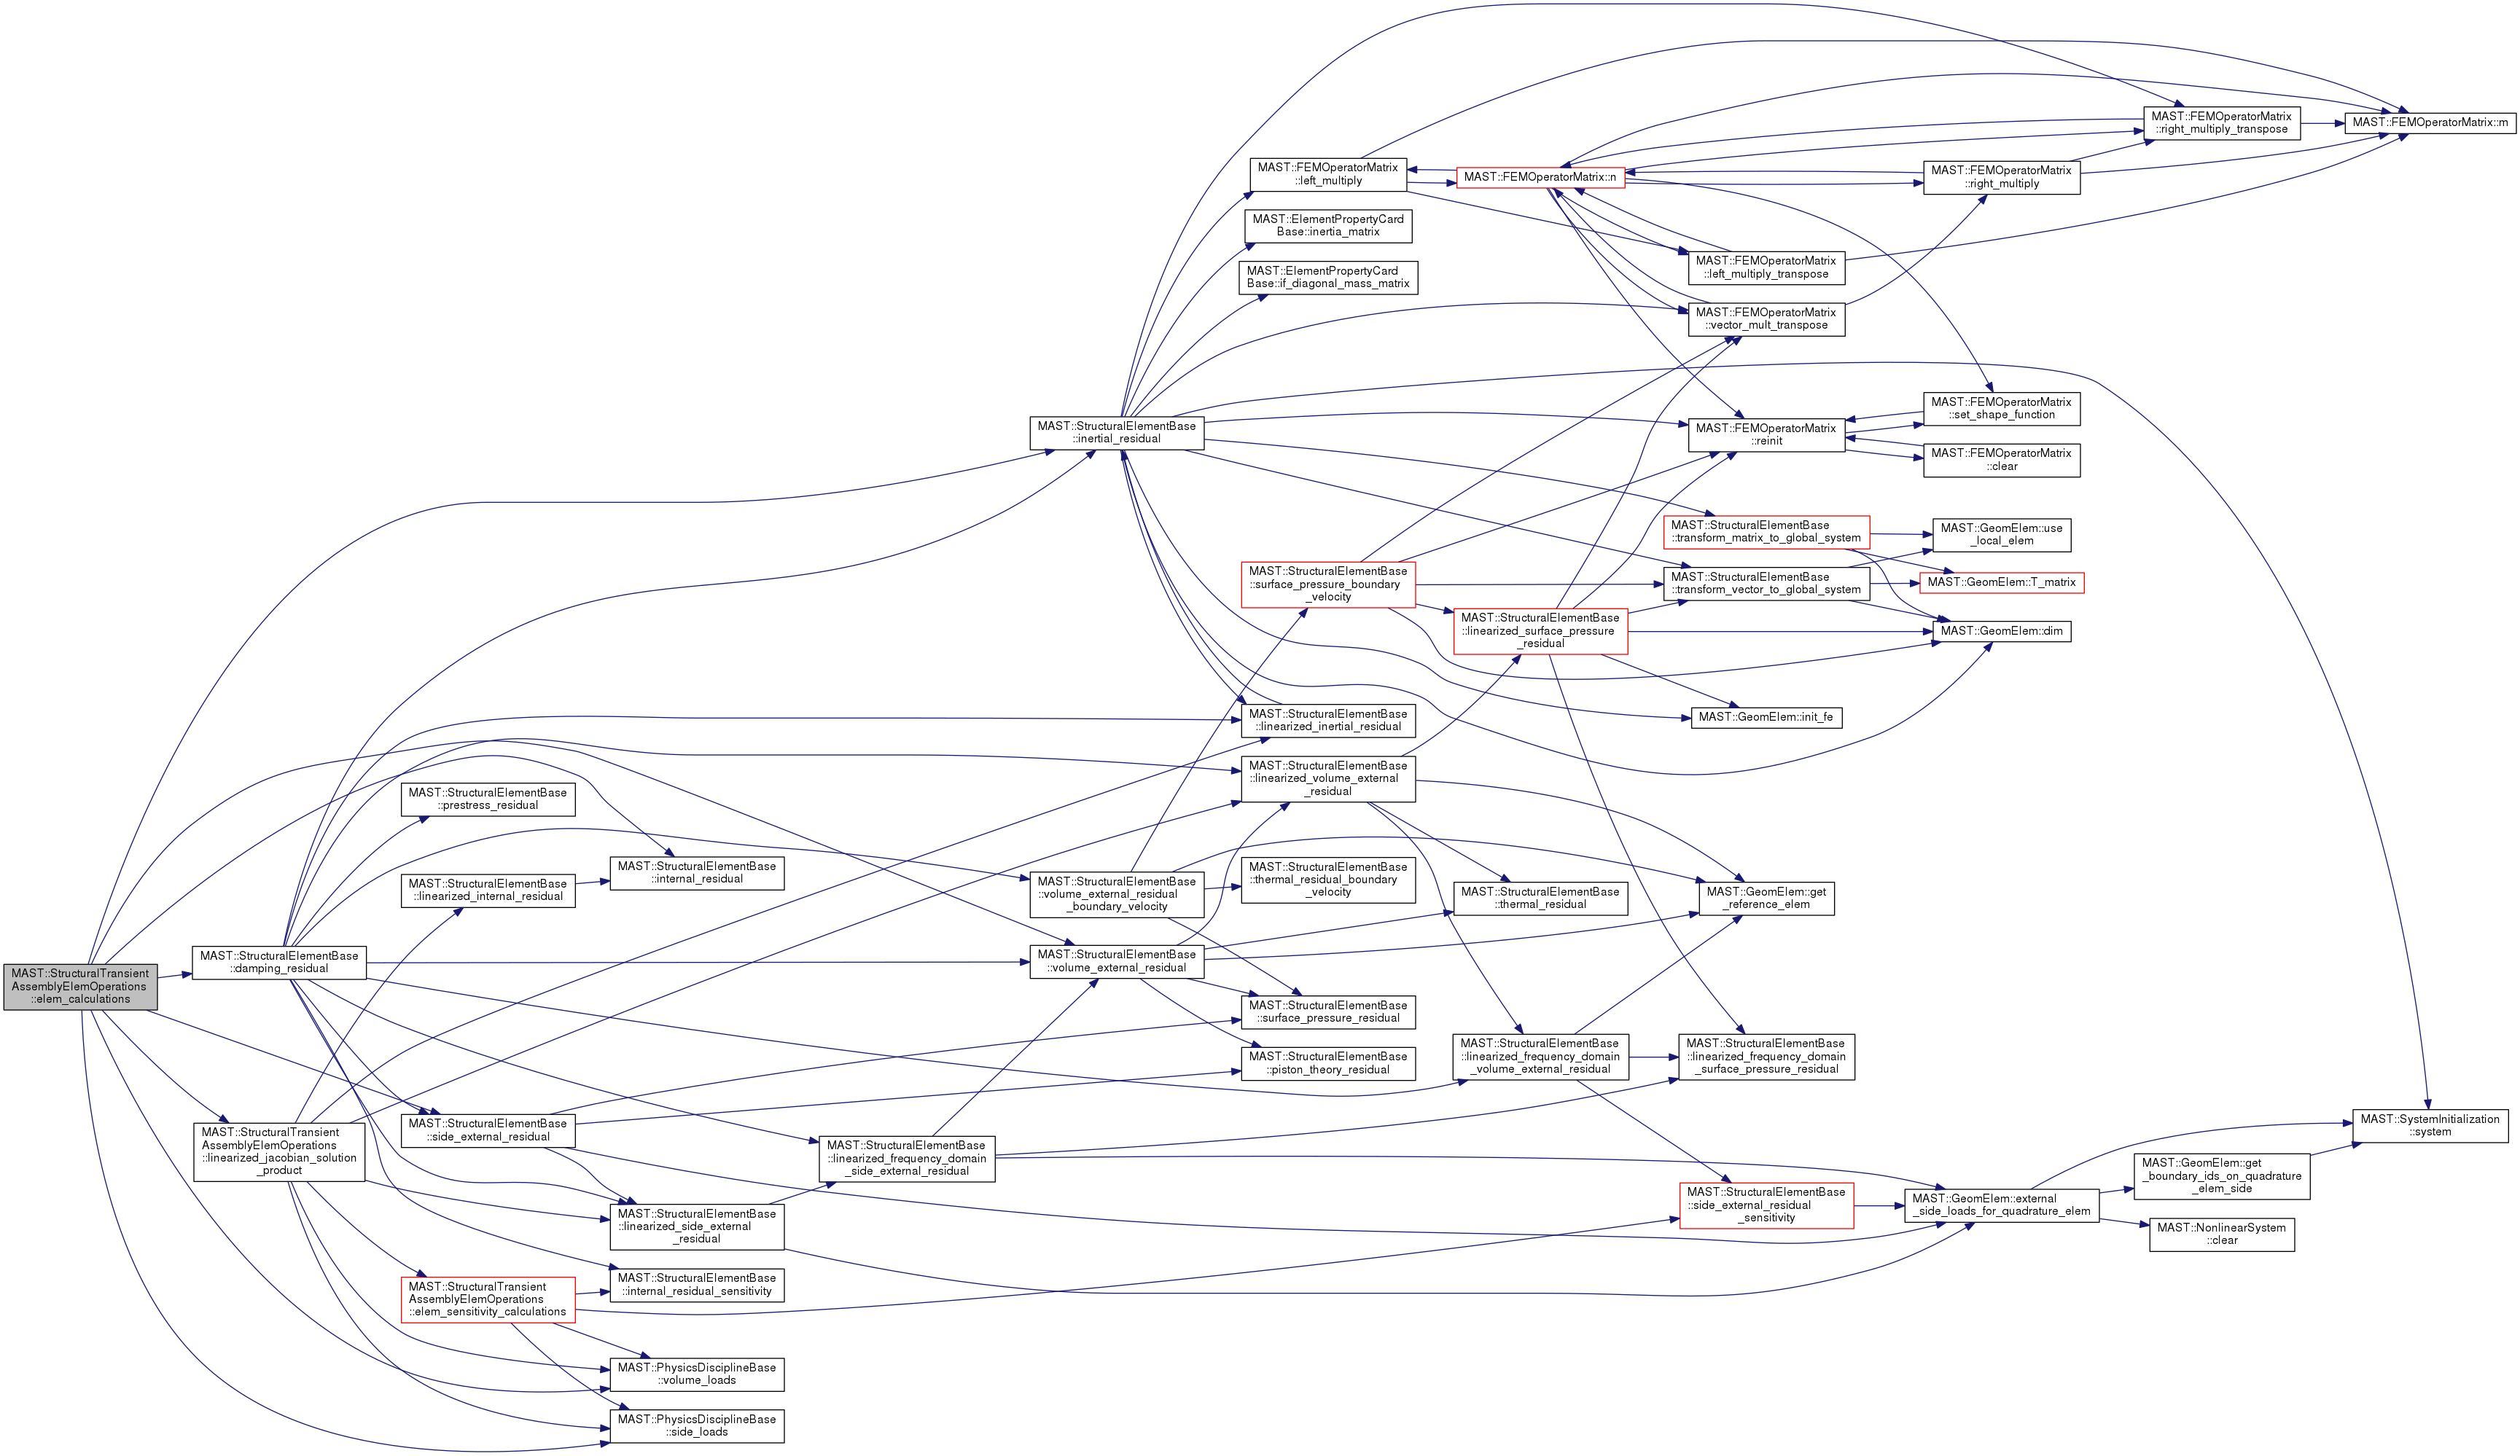 MAST::StructuralTransient
AssemblyElemOperations
::elem_calculations
MAST::StructuralElementBase
::damping_residual
MAST::StructuralTransient
AssemblyElemOperations
::linearized_jacobian_solution
_product
MAST::StructuralElementBase
::prestress_residual
MAST::StructuralElementBase
::linearized_internal_residual
MAST::StructuralElementBase
::side_external_residual
MAST::StructuralTransient
AssemblyElemOperations
::elem_sensitivity_calculations
MAST::StructuralElementBase
::internal_residual
MAST::StructuralElementBase
::linearized_side_external
_residual
MAST::StructuralElementBase
::internal_residual_sensitivity
MAST::PhysicsDisciplineBase
::volume_loads
MAST::PhysicsDisciplineBase
::side_loads
MAST::StructuralElementBase
::linearized_frequency_domain
_side_external_residual
MAST::StructuralElementBase
::inertial_residual
MAST::StructuralElementBase
::volume_external_residual
_boundary_velocity
MAST::StructuralElementBase
::volume_external_residual
MAST::FEMOperatorMatrix
::left_multiply
MAST::ElementPropertyCard
Base::inertia_matrix
MAST::ElementPropertyCard
Base::if_diagonal_mass_matrix
MAST::StructuralElementBase
::surface_pressure_boundary
_velocity
MAST::StructuralElementBase
::linearized_inertial_residual
MAST::StructuralElementBase
::linearized_volume_external
_residual
MAST::StructuralElementBase
::thermal_residual_boundary
_velocity
MAST::StructuralElementBase
::surface_pressure_residual
MAST::StructuralElementBase
::piston_theory_residual
MAST::FEMOperatorMatrix::n
MAST::StructuralElementBase
::linearized_surface_pressure
_residual
MAST::StructuralElementBase
::thermal_residual
MAST::StructuralElementBase
::linearized_frequency_domain
_volume_external_residual
MAST::FEMOperatorMatrix
::left_multiply_transpose
MAST::FEMOperatorMatrix
::vector_mult_transpose
MAST::FEMOperatorMatrix
::reinit
MAST::StructuralElementBase
::transform_matrix_to_global_system
MAST::StructuralElementBase
::transform_vector_to_global_system
MAST::GeomElem::init_fe
MAST::GeomElem::get
_reference_elem
MAST::StructuralElementBase
::linearized_frequency_domain
_surface_pressure_residual
MAST::StructuralElementBase
::side_external_residual
_sensitivity
MAST::FEMOperatorMatrix
::right_multiply
MAST::FEMOperatorMatrix
::set_shape_function
MAST::FEMOperatorMatrix
::clear
MAST::GeomElem::use
_local_elem
MAST::GeomElem::T_matrix
MAST::GeomElem::dim
MAST::GeomElem::external
_side_loads_for_quadrature_elem
MAST::FEMOperatorMatrix
::right_multiply_transpose
MAST::GeomElem::get
_boundary_ids_on_quadrature
_elem_side
MAST::NonlinearSystem
::clear
MAST::FEMOperatorMatrix::m
MAST::SystemInitialization
::system